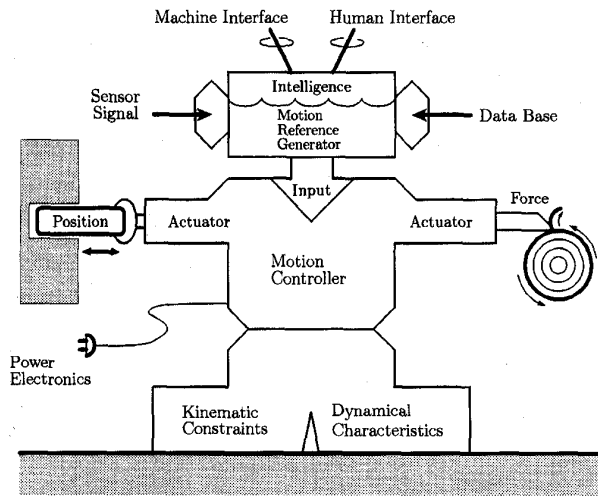 Machine Interface
Human Interface
Intelligence
Sensor
Signal
Motion
Reference
Generator
Data Base
Input
Force
Position
Actuator
Actuator
Motion
Controller
Power
Electronics
Kinematic
Constraints
Dynamical
Characteristics